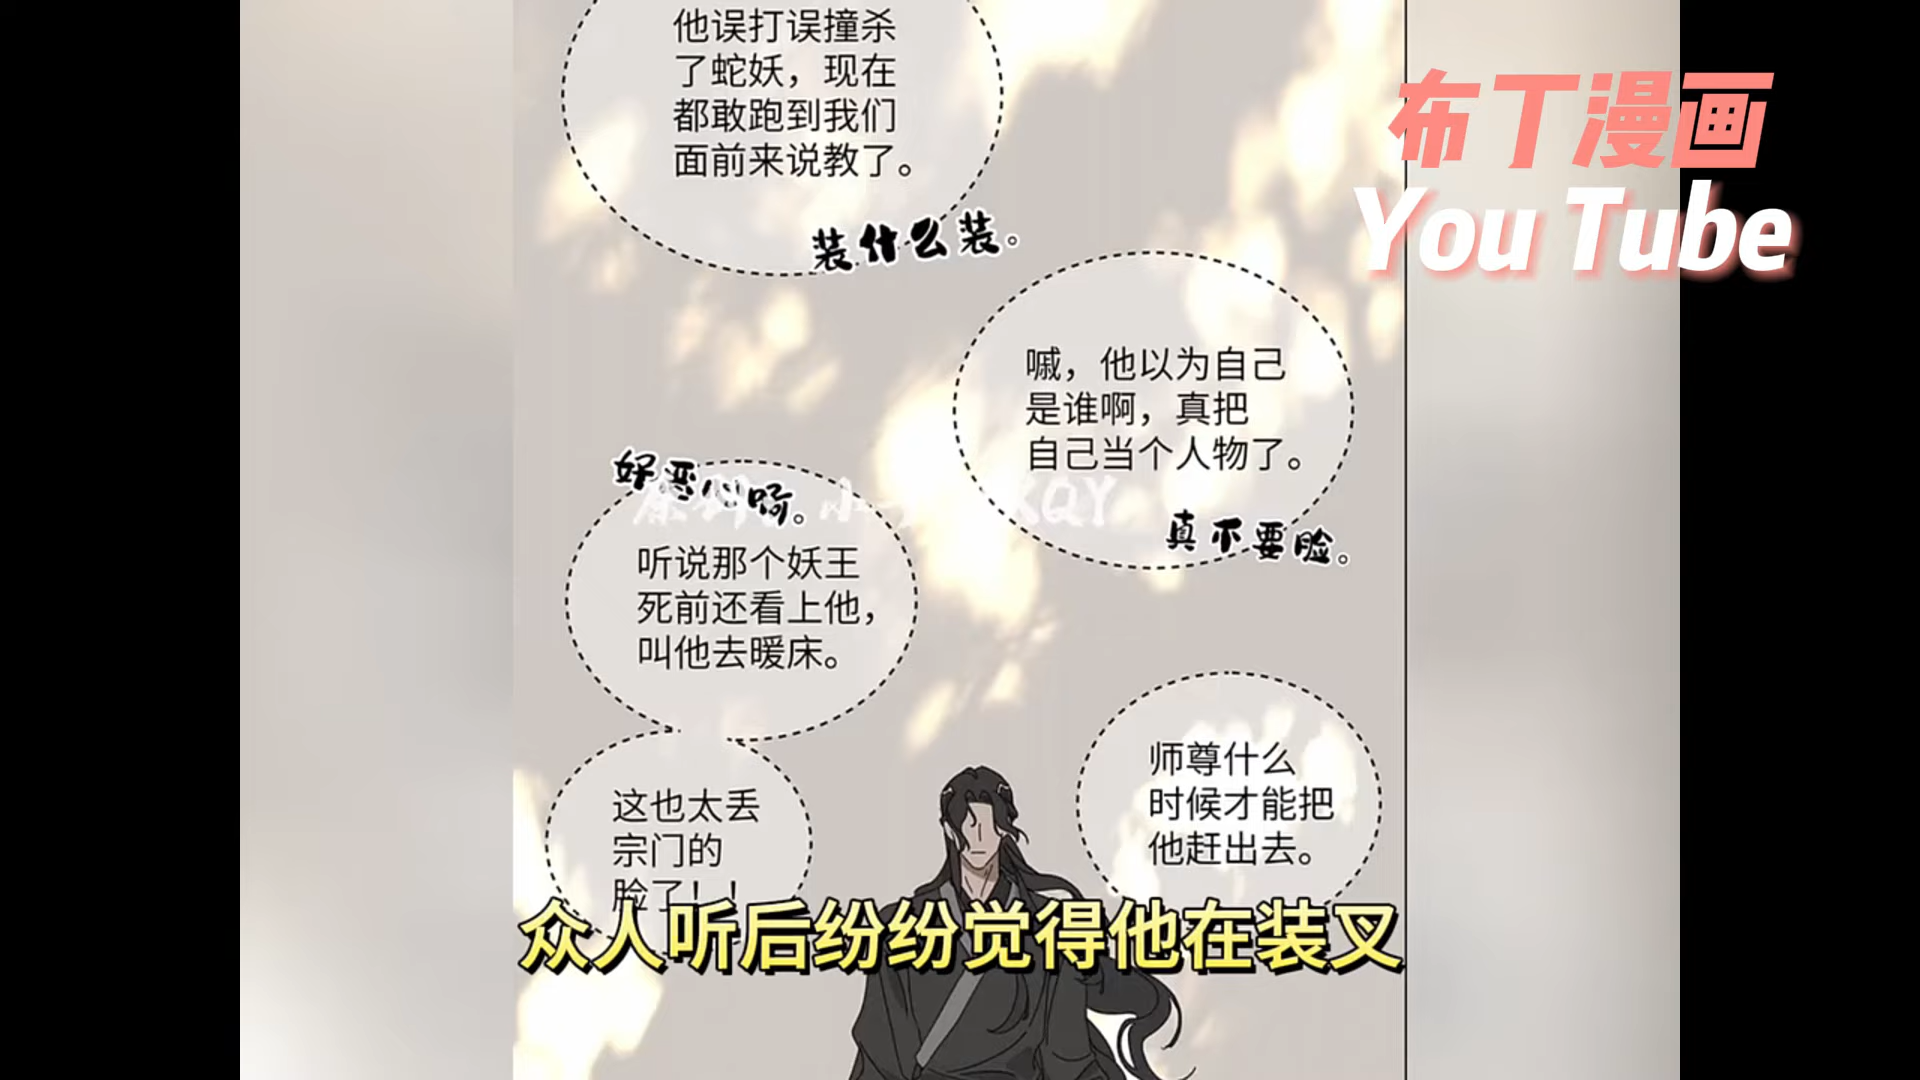 他误打误撞杀
了蛇妖，现在
都敢跑到我们
面前来说教了。
装什么装。
布丁漫画
You Tube
嘁，他以为自己
是谁啊，真把
自己当个人物了。
真不要脸。
好恶心啊。
听说那个妖王
死前还看上他，
叫他去暖床。
师尊什么
时候才能把
他赶出去。
这也太丢
宗门的
脸了！！
众人听后纷纷觉得他在装叉